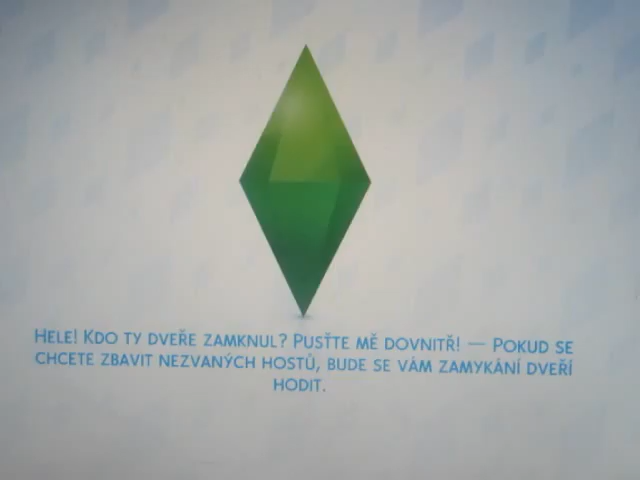 Hele! Kdo ty dveře zamknul? Pusťte mě dovnitř! — Pokud se
chcete zbavit nezvaných hostů, bude se vám zamykání dveří
hodit.